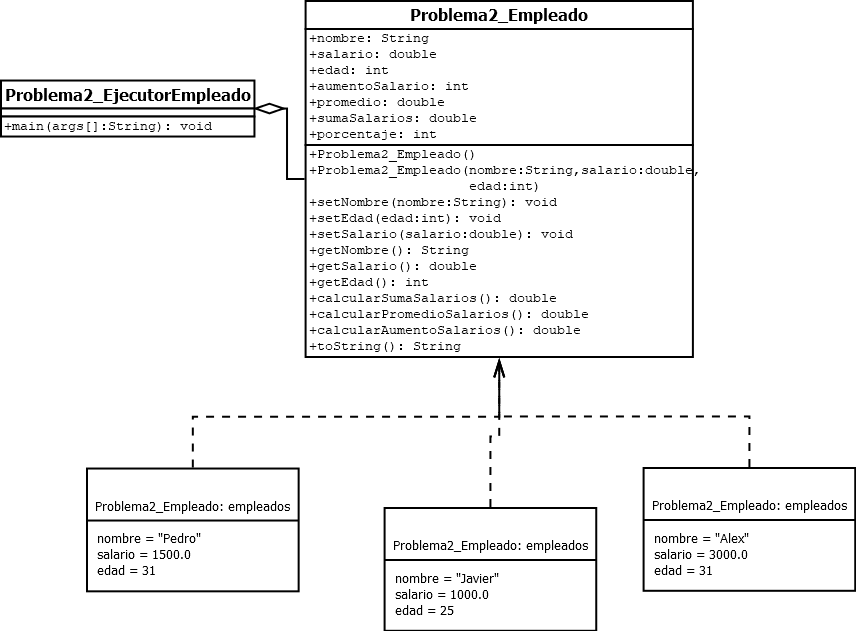 Problema2_Empleado
+nombre: String
+salario: double
+edad: int
+aumentoSalario: int
+promedio: double
+sumaSalarios: double
+porcentaje: int
+Problema2_Empleado()
+Problema2_Empleado(nombre:String,salario:double,
edad:int)
+setNombre(nombre:String): void
+setEdad(edad:int): void
+setSalario(salario:double): void
+getNombre(): String
+getSalario(): double
+getEdad(): int
+calcularSumaSalarios(): double
+calcularPromedioSalarios(): double
+calcularAumentoSalarios(): double
+toString(): String
Problema2_EjecutorEmpleado
+main(args[]:String): void
Problema2_Empleado: empleados
nombre = "Pedro"
salario = 1500.0
edad = 31
Problema2_Empleado: empleados
nombre = "Javier"
salario = 1000.0
edad = 25
Problema2_Empleado: empleados
nombre = "Alex"
salario = 3000.0
edad = 31